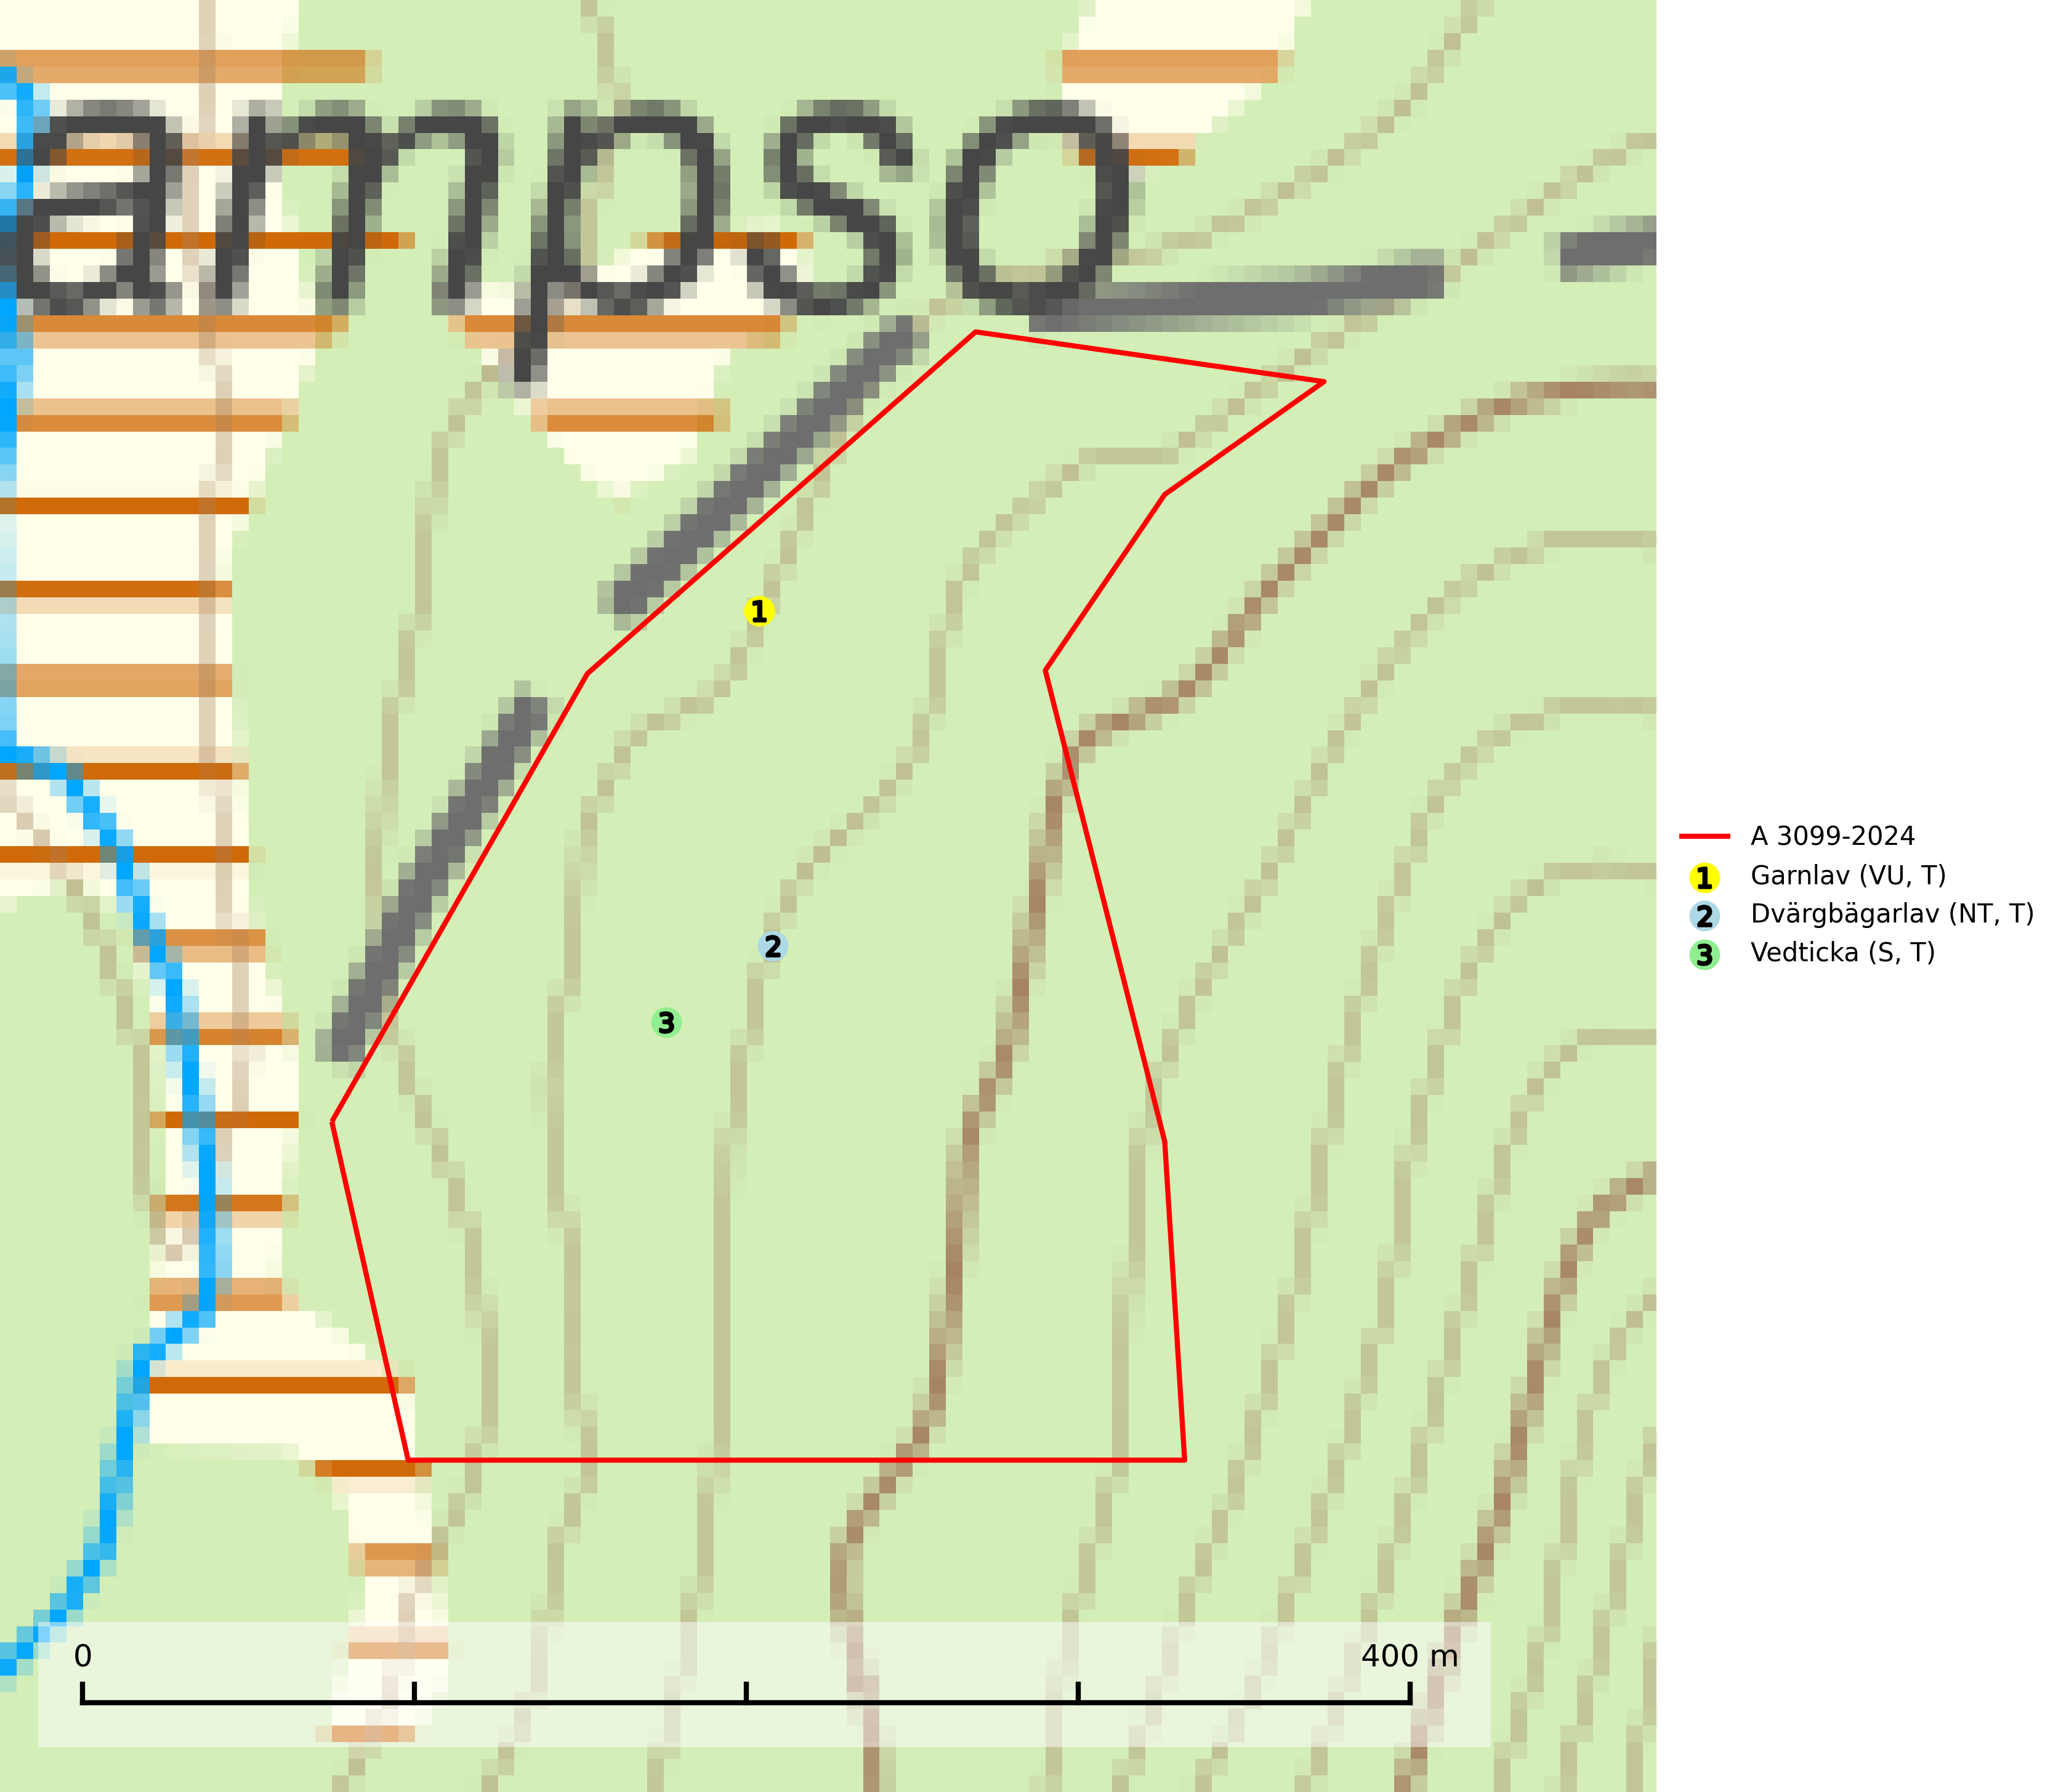 ampso
A 3099-2024
1 Garnlav (VU, T)
2 Dvärgbägarlav (NT, T)
3 Vedticka (S, T)
1
2
3
0 400 m